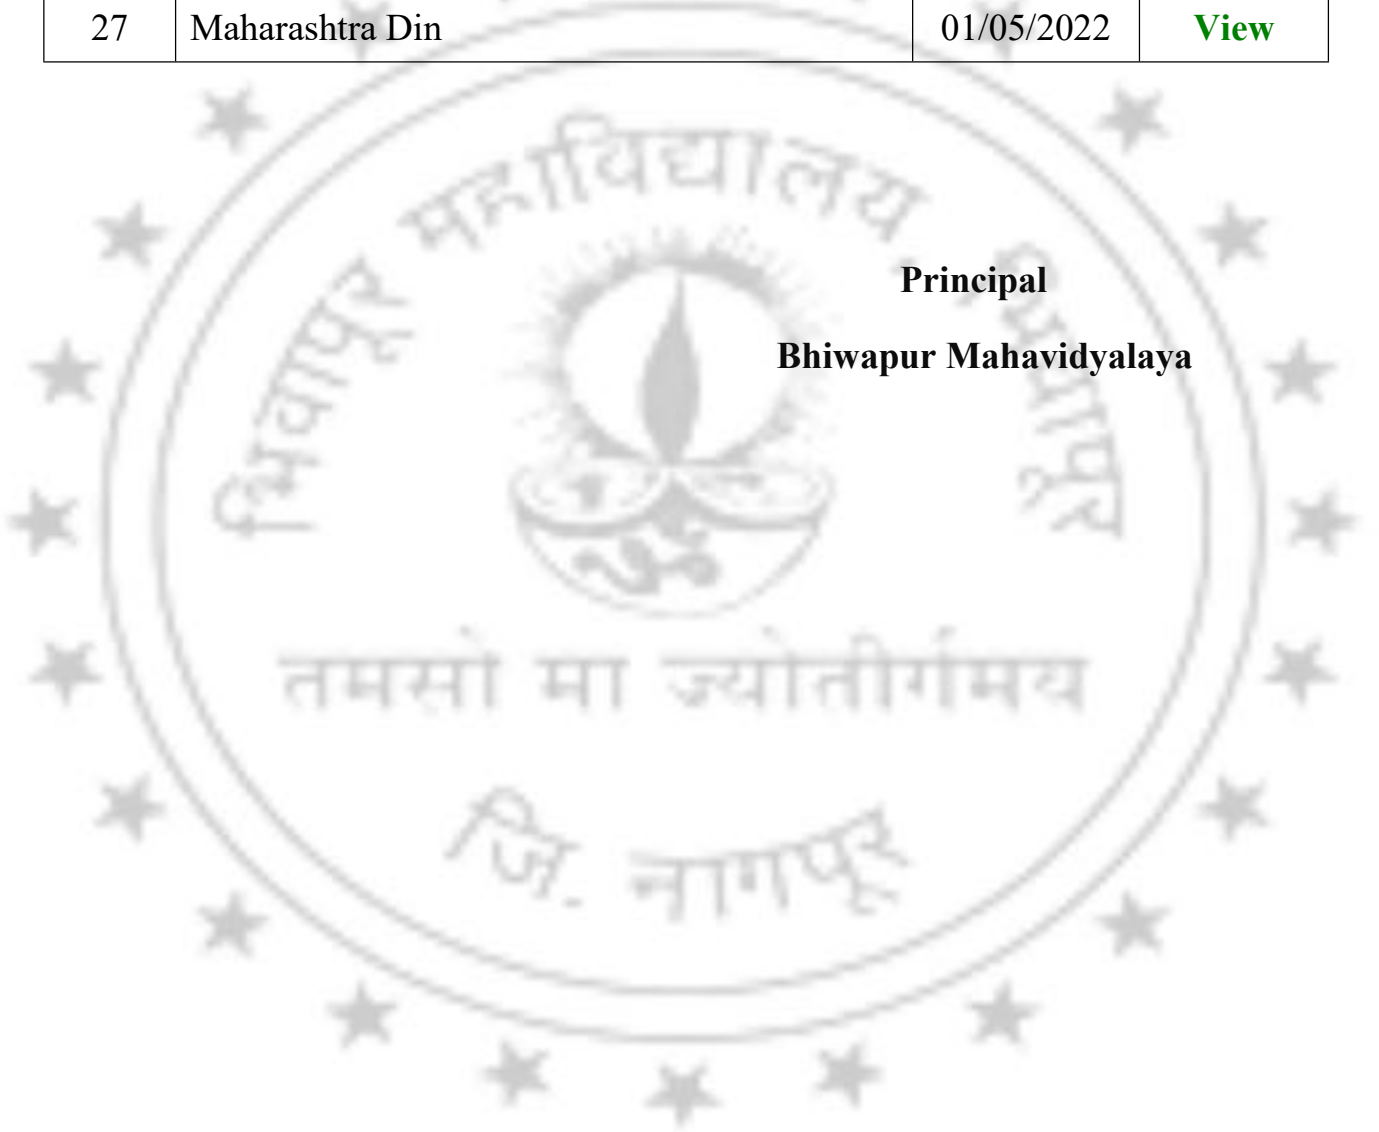 27 Maharashtra Din 01/05/2022 View
भिवापूर महाविद्यालय, भिवापूर
Principal
Bhiwapur Mahavidyalaya
तमसो मा ज्योतीर्गमय
जि. नागपूर